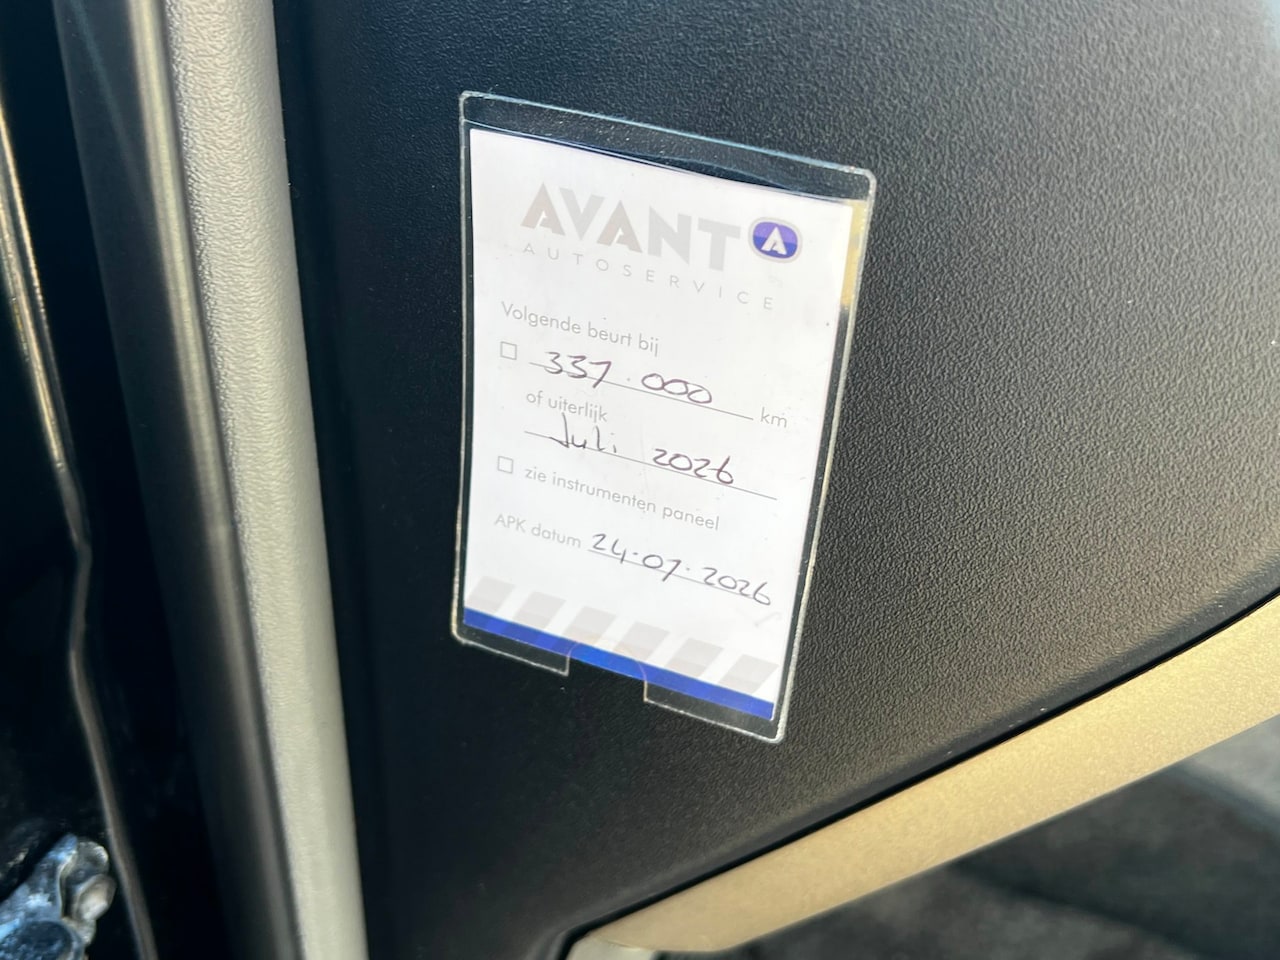 AVANT A
AUTOSERVICE
Volgende beurt bij
337.000 km
of uiterlijk
Juli 2026
zie instrumenten paneel
APK datum 24-07-2026